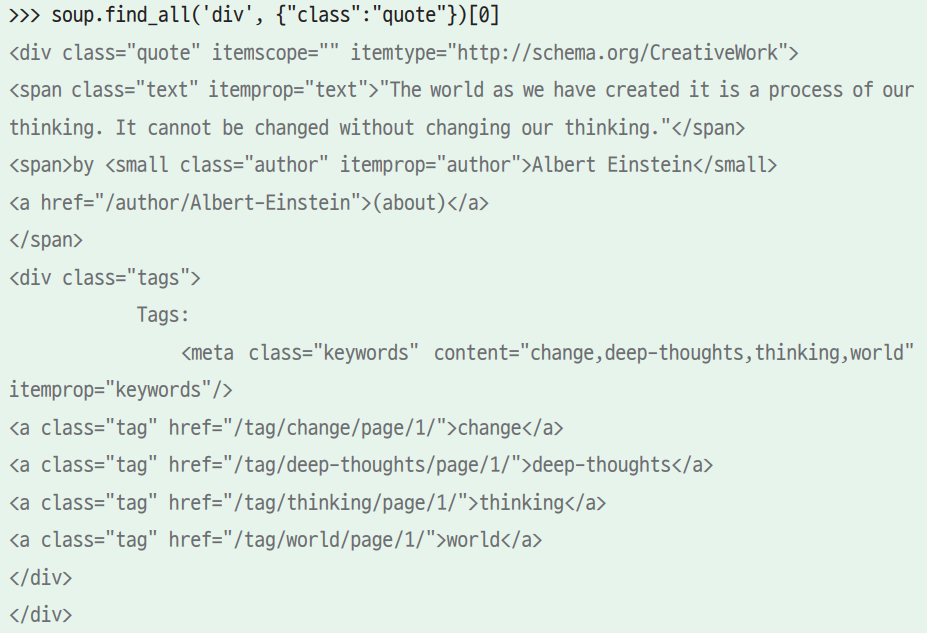 >>> soup.find_all('div', {"class":"quote"})[0]
<div class="quote" itemscope="" itemtype="http://schema.org/CreativeWork">
<span class="text" itemprop="text">"The world as we have created it is a process of our
thinking. It cannot be changed without changing our thinking."</span>
<span>by <small class="author" itemprop="author">Albert Einstein</small>
<a href="/author/Albert-Einstein">(about)</a>
</span>
<div class="tags">
Tags:
<meta class="keywords" content="change,deep-thoughts,thinking,world"
itemprop="keywords"/>
<a class="tag" href="/tag/change/page/1/">change</a>
<a class="tag" href="/tag/deep-thoughts/page/1/">deep-thoughts</a>
<a class="tag" href="/tag/thinking/page/1/">thinking</a>
<a class="tag" href="/tag/world/page/1/">world</a>
</div>
</div>